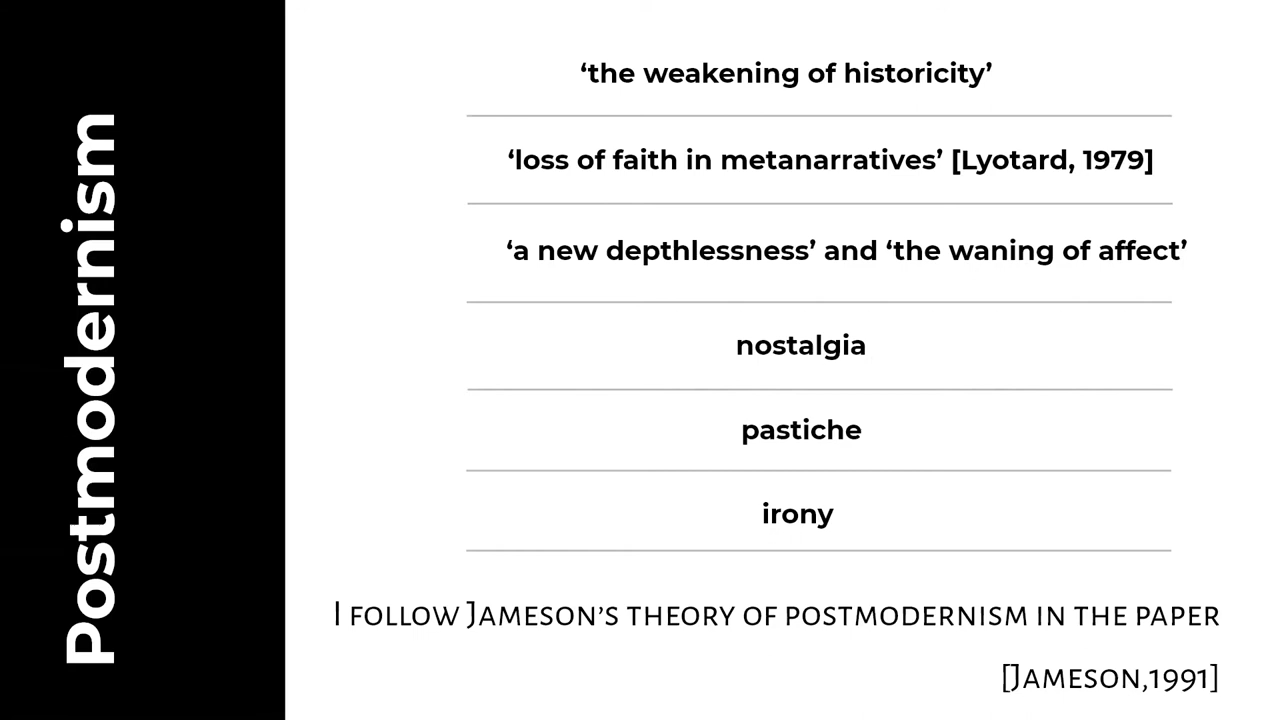 Postmodernism
‘the weakening of historicity’
‘loss of faith in metanarratives’ [Lyotard, 1979]
‘a new depthlessness’ and ‘the waning of affect’
nostalgia
pastiche
irony
I follow Jameson’s theory of postmodernism in the paper
[Jameson,1991]